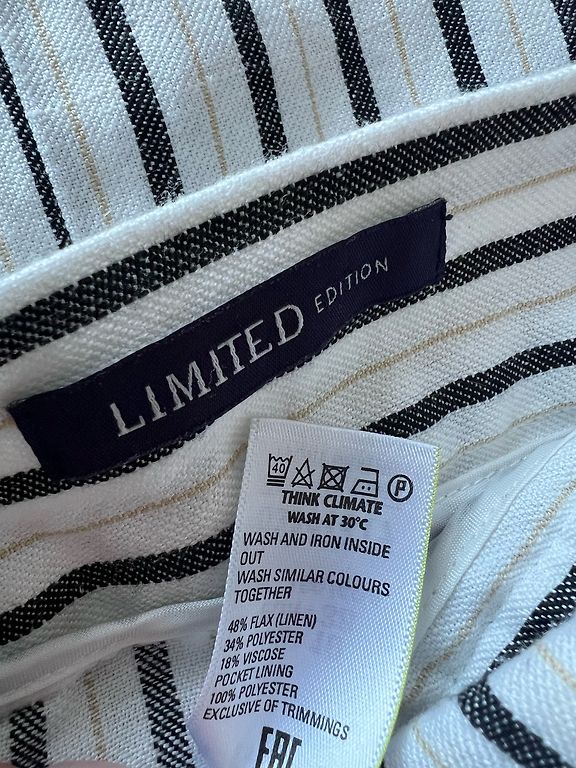 LIMITED EDITION
40 P
THINK CLIMATE
WASH AT 30°C
WASH AND IRON INSIDE
OUT
WASH SIMILAR COLOURS
TOGETHER
48% FLAX (LINEN)
34% POLYESTER
18% VISCOSE
POCKET LINING
100% POLYESTER
EXCLUSIVE OF TRIMMINGS
EAC